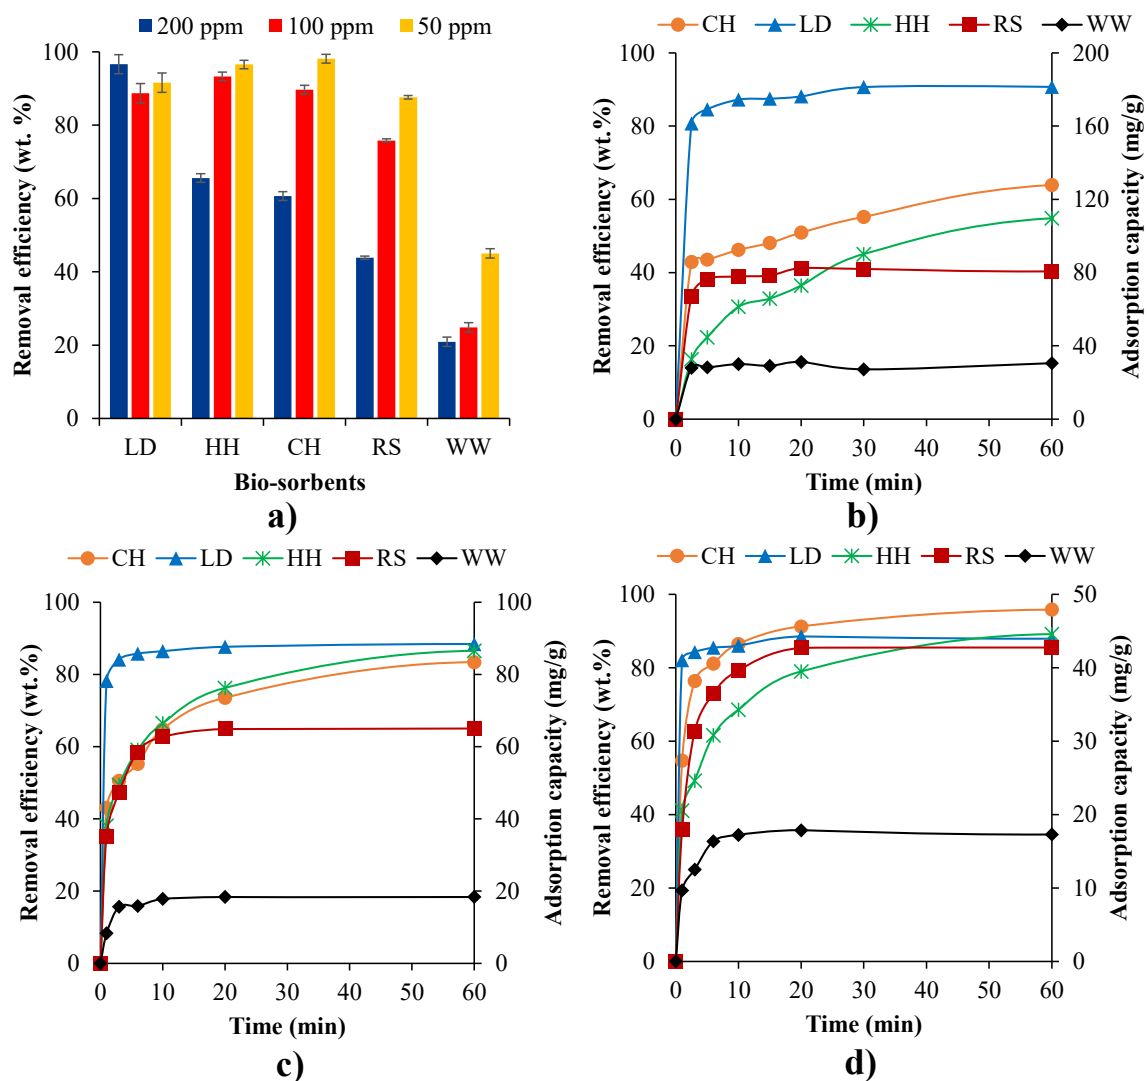 200 ppm 100 ppm 50 ppm
Removal efficiency (wt. %)
100
80
60
40
20
0
LD HH CH RS WW
Bio-sorbents
a)
CH LD HH RS WW
Removal efficiency (wt.%)
100
80
60
40
20
0
200
160
120
80
40
0
Adsorption capacity (mg/g)
0 10 20 30 40 50 60
Time (min)
b)
CH LD HH RS WW
Removal efficiency (wt.%)
100
80
60
40
20
0
100
80
60
40
20
0
Adsorption capacity (mg/g)
0 10 20 30 40 50 60
Time (min)
c)
CH LD HH RS WW
Removal efficiency (wt.%)
100
80
60
40
20
0
50
40
30
20
10
0
Adsorption capacity (mg/g)
0 10 20 30 40 50 60
Time (min)
d)